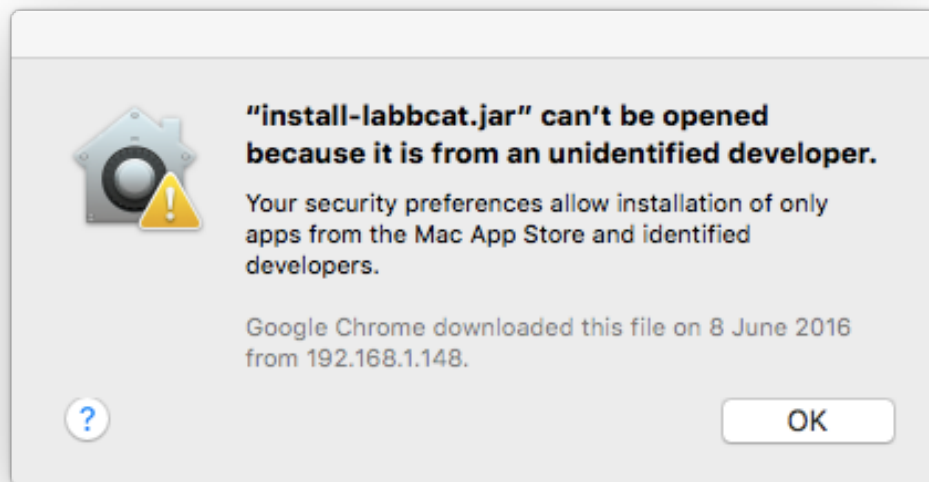 “install-labbcat.jar” can’t be opened
because it is from an unidentified developer.
Your security preferences allow installation of only
apps from the Mac App Store and identified
developers.
Google Chrome downloaded this file on 8 June 2016
from 192.168.1.148.
?
OK